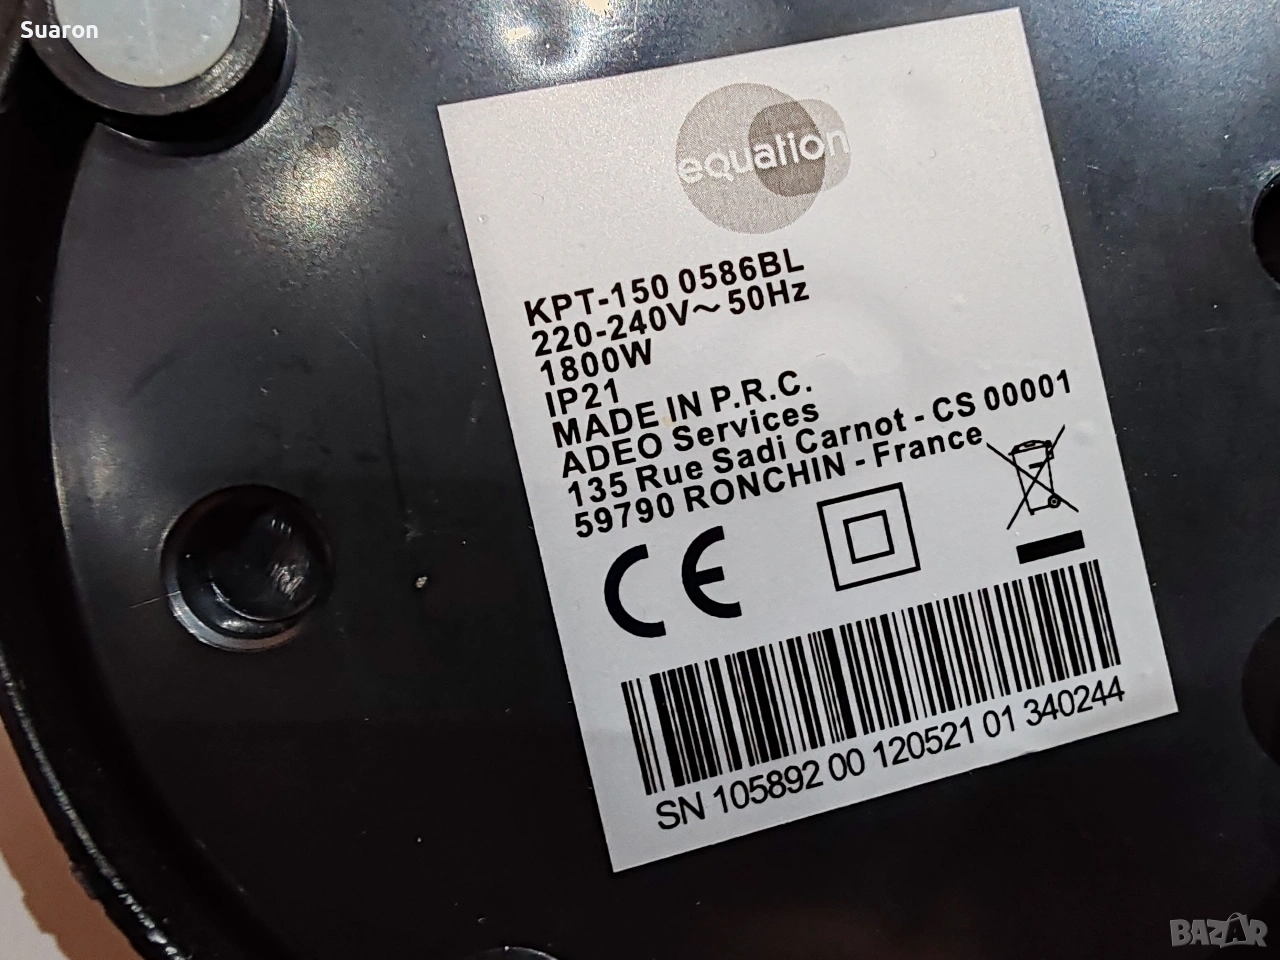 Suaron
equation
KPT-150 0586BL
220-240V~50Hz
1800W
IP21
MADE IN P.R.C.
ADEO Services
135 Rue Sadi Carnot - CS 00001
59790 RONCHIN - France
CE
SN 105892 00 120521 01 340244
BAZAR